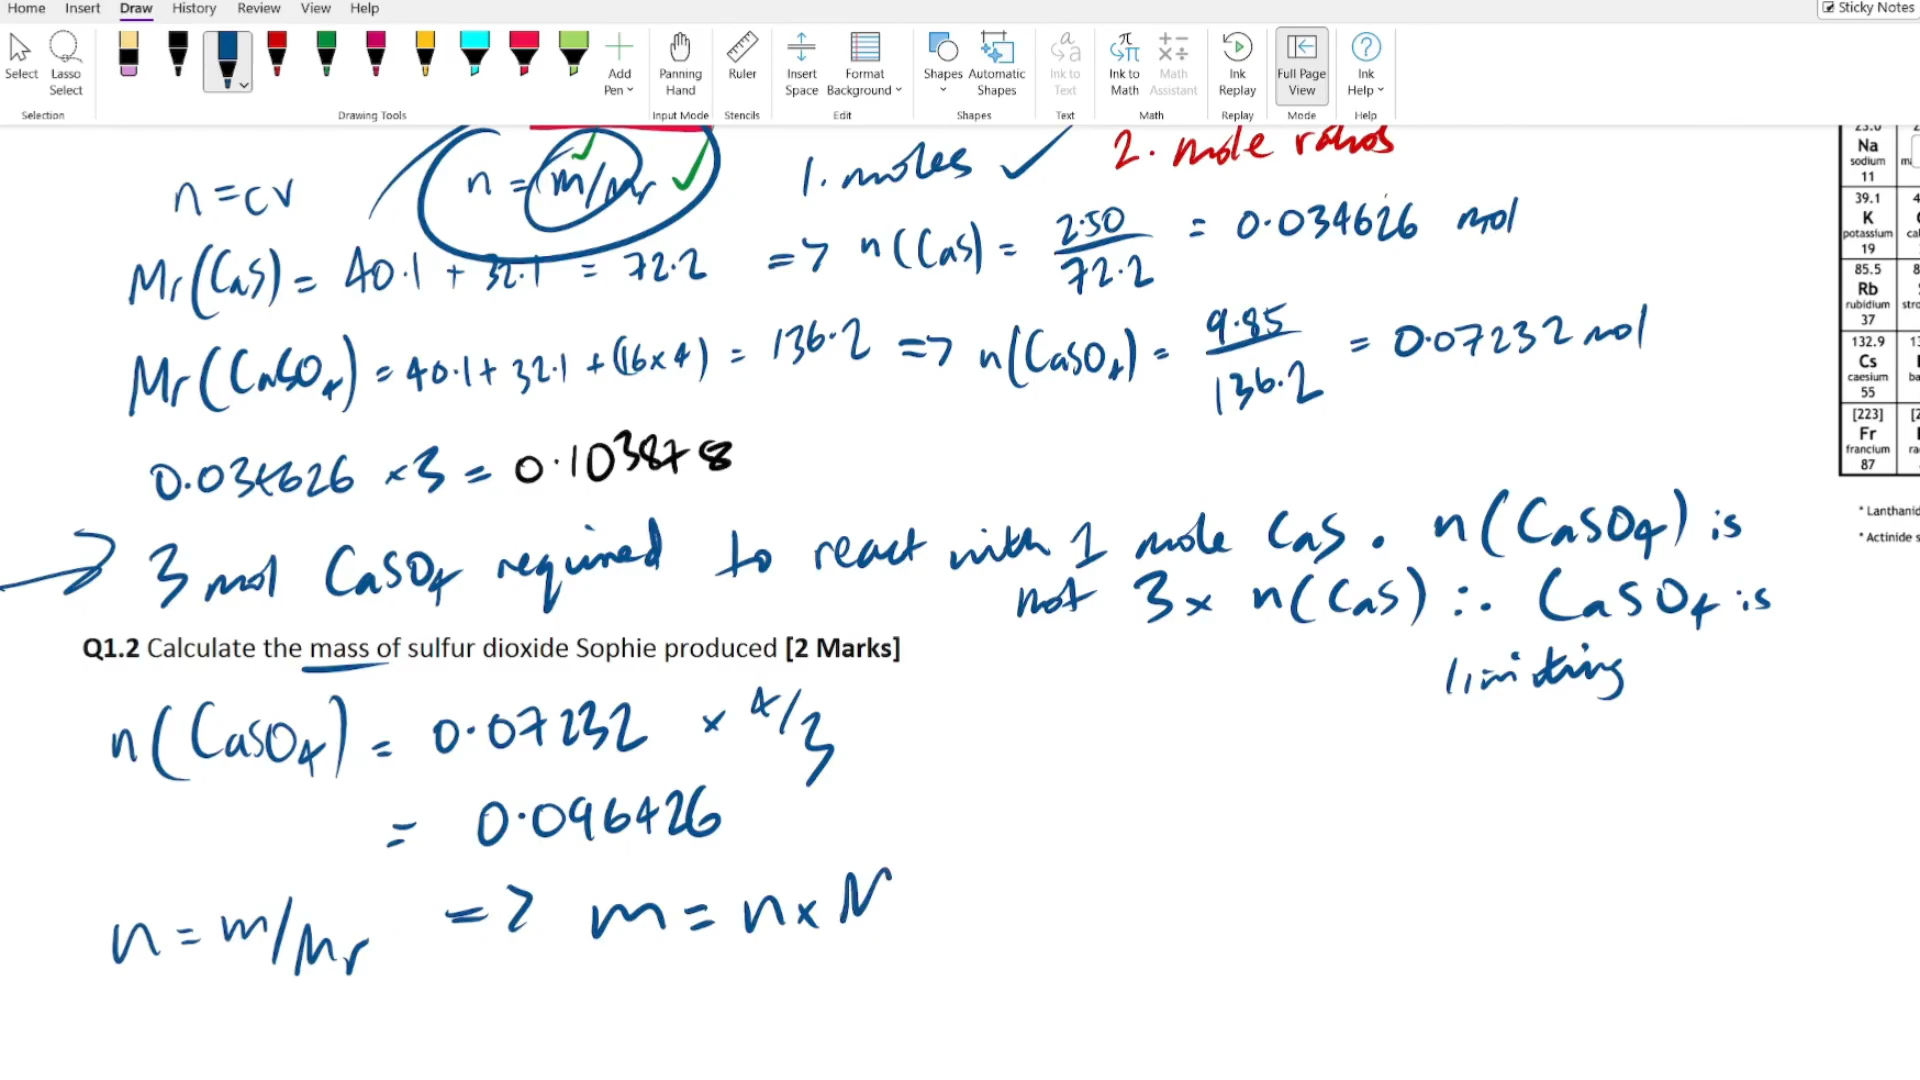 Home Insert Draw History Review View Help
Sticky Notes
Select
Lasso Select
Add Pen
Panning Hand
Ruler
Insert Space
Format Background
Shapes
Automatic Shapes
Ink to Text
Ink to Math
Math Assistant
Ink Replay
Full Page View
Ink Help
Selection Drawing Tools Input Mode Stencils Edit Shapes Text Math Replay Mode Help
n = cv
n = m/Mr
1. moles ✓
2. mole ratios
Mr(CaS) = 40.1 + 32.1 = 72.2 => n(CaS) = 2.50/72.2 = 0.034626 mol
Mr(CaSO4) = 40.1 + 32.1 + (16x4) = 136.2 => n(CaSO4) = 9.85/136.2 = 0.07232 mol
0.034626 x3 = 0.103878
3 mol CaSO4 required to react with 1 mole CaS. n(CaSO4) is
not 3x n(CaS) ∴ CaSO4 is
limiting
Q1.2 Calculate the mass of sulfur dioxide Sophie produced [2 Marks]
n(CaSO4) = 0.07232 x 4/3
= 0.096426
n = m/Mr => m = n x N
23.0
Na
sodium
11
39.1
K
potassium
19
85.5
Rb
rubidium
37
132.9
Cs
caesium
55
[223]
Fr
francium
87
* Lanthanid
* Actinide s